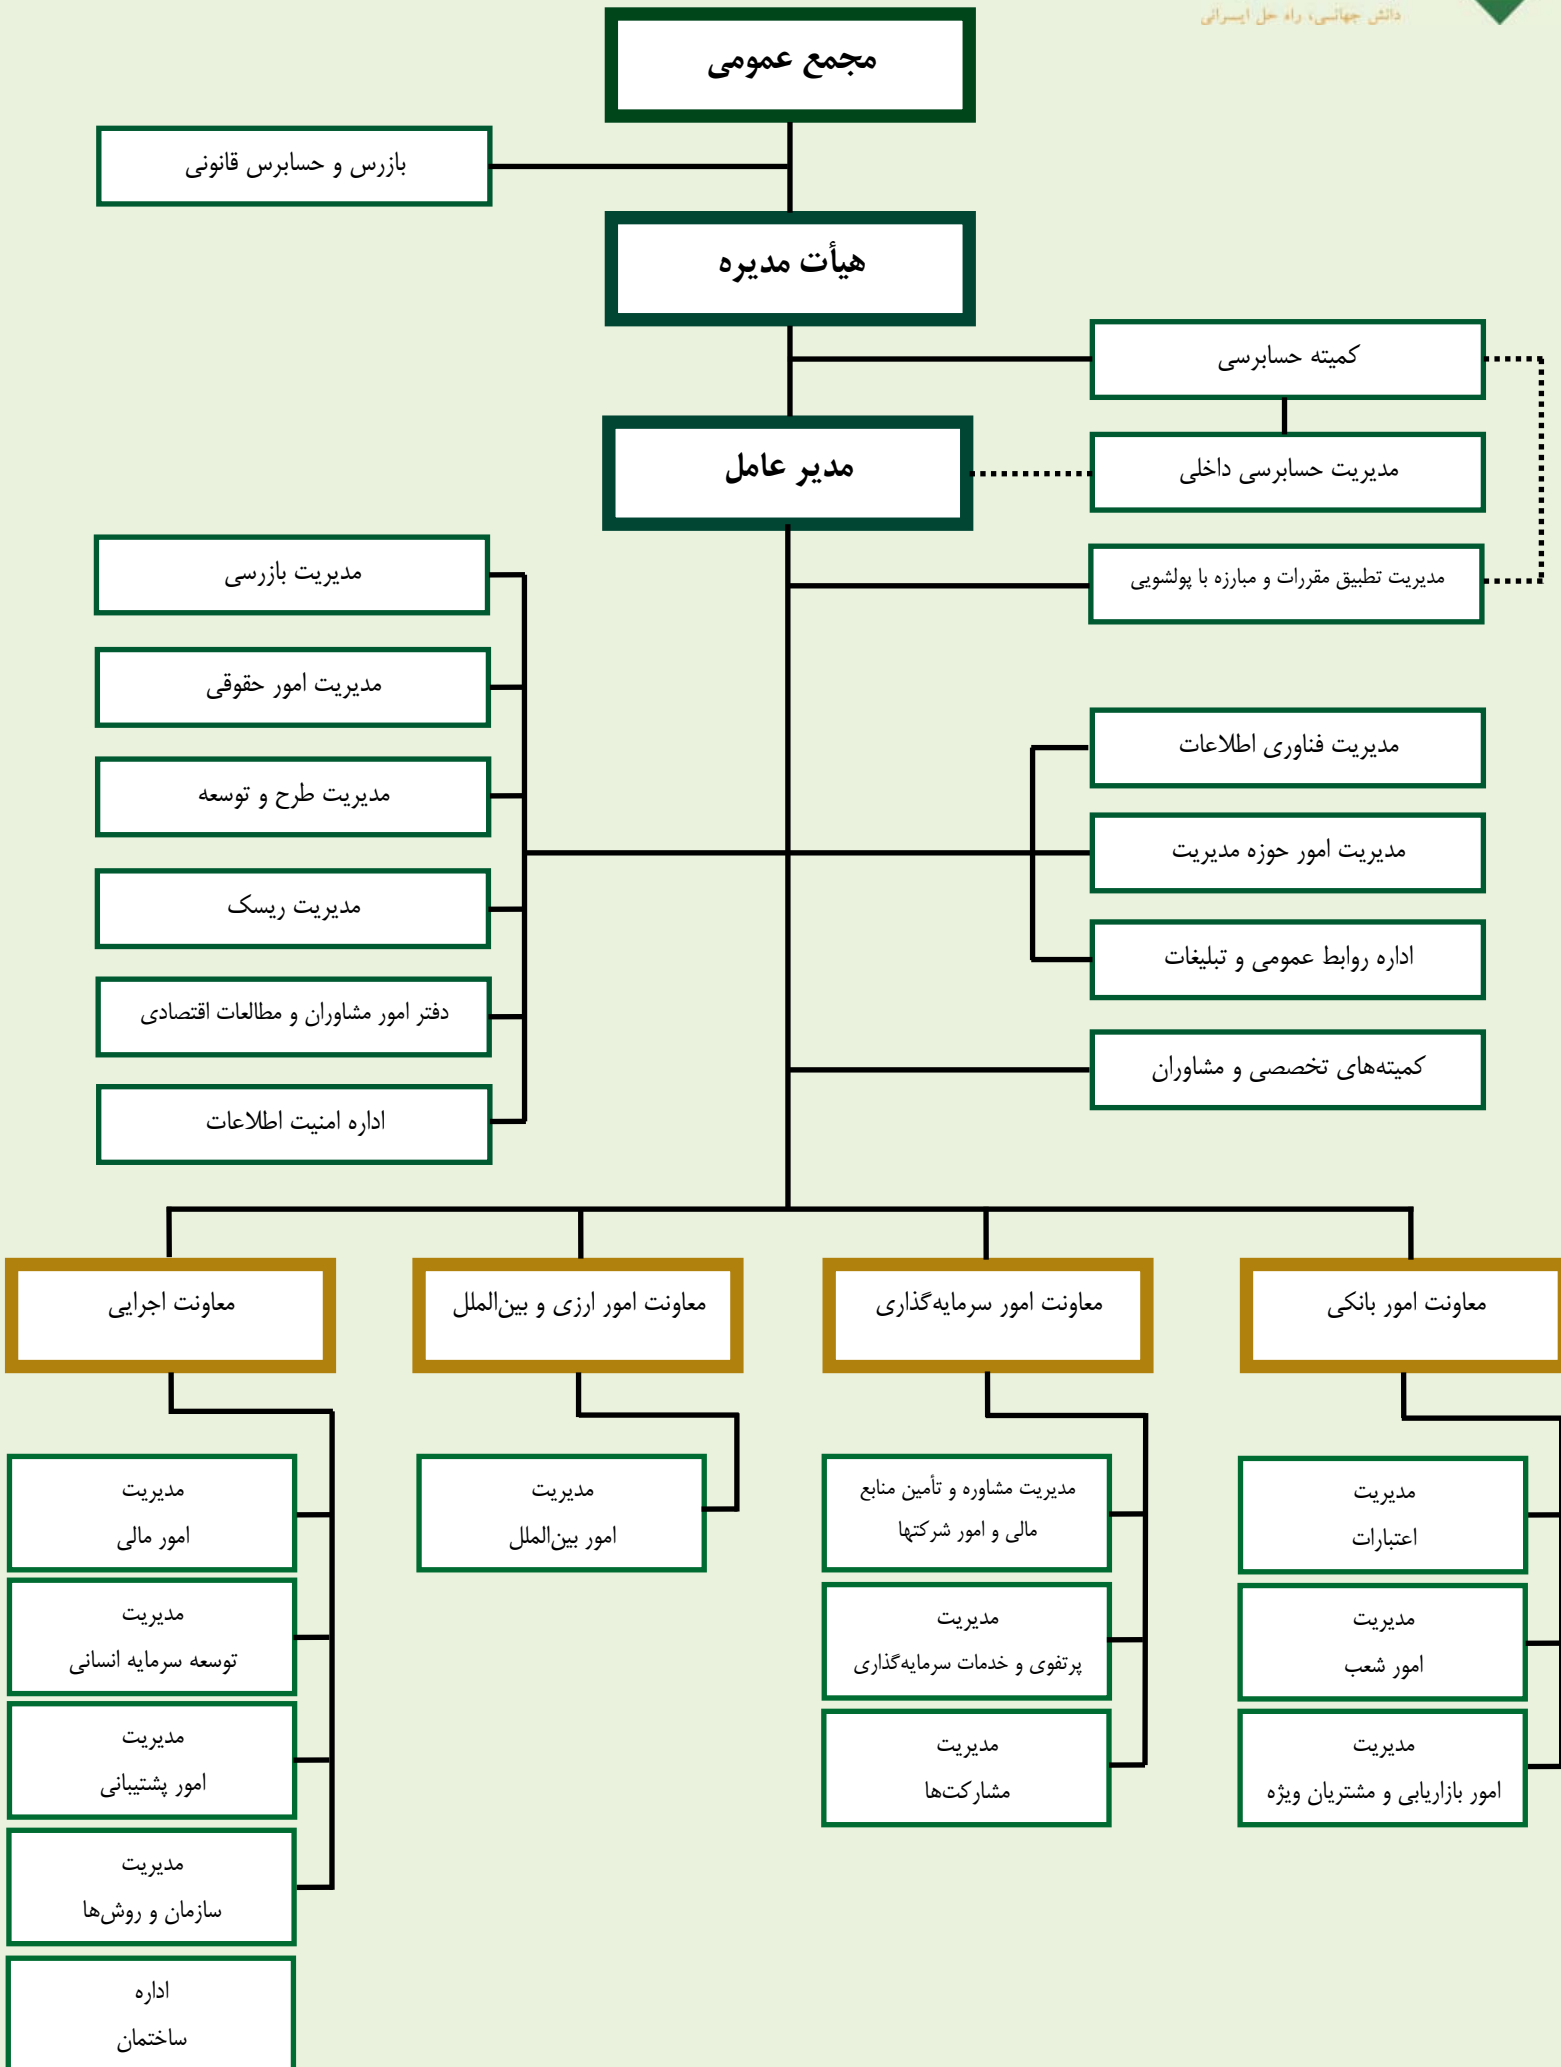 دانش جهانی، راه حل ایرانی
مجمع عمومی
بازرس و حسابرس قانونی
هیأت مدیره
کمیته حسابرسی
مدیر عامل
مدیریت حسابرسی داخلی
مدیریت تطبیق مقررات و مبارزه با پولشویی
مدیریت بازرسی
مدیریت امور حقوقی
مدیریت طرح و توسعه
مدیریت ریسک
دفتر امور مشاوران و مطالعات اقتصادی
اداره امنیت اطلاعات
مدیریت فناوری اطلاعات
مدیریت امور حوزه مدیریت
اداره روابط عمومی و تبلیغات
کمیته‌های تخصصی و مشاوران
معاونت امور بانکی
معاونت امور سرمایه‌گذاری
معاونت امور ارزی و بین‌الملل
معاونت اجرایی
مدیریت
اعتبارات
مدیریت
امور شعب
مدیریت
امور بازاریابی و مشتریان ویژه
مدیریت مشاوره و تأمین منابع
مالی و امور شرکتها
مدیریت
پرتفوی و خدمات سرمایه‌گذاری
مدیریت
مشارکت‌ها
مدیریت
امور بین‌الملل
مدیریت
امور مالی
مدیریت
توسعه سرمایه انسانی
مدیریت
امور پشتیبانی
مدیریت
سازمان و روش‌ها
اداره
ساختمان